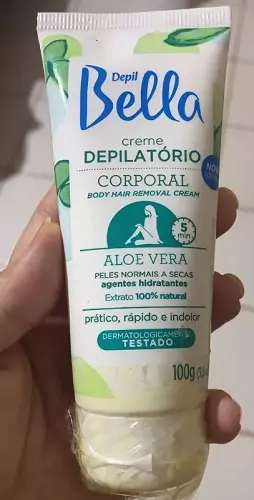 Depil
Bella
creme
DEPILATÓRIO
CORPORAL
BODY HAIR REMOVAL CREAM
5
min
ALOE VERA
PELES NORMAIS A SECAS
agentes hidratantes
Extrato 100% natural
prático, rápido e indolor
DERMATOLOGICAMENTE
TESTADO
100g